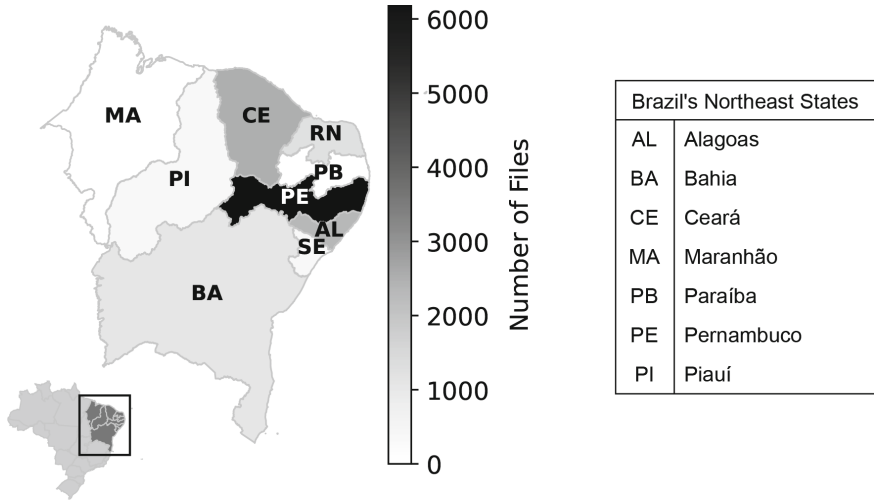 MA
CE
RN
PB
PI
PE
AL
SE
BA
6000
5000
4000
3000
2000
1000
0
Number of Files
Brazil's Northeast States
AL Alagoas
BA Bahia
CE Ceará
MA Maranhão
PB Paraíba
PE Pernambuco
PI Piauí